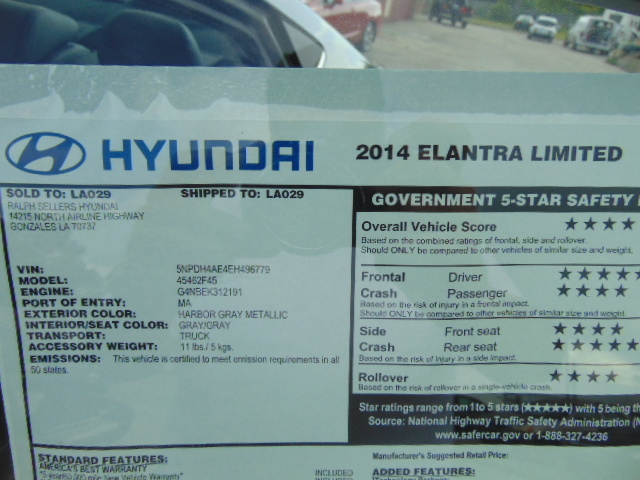 HYUNDAI
2014 ELANTRA LIMITED
SOLD TO: LA029
SHIPPED TO: LA029
RALPH SELLERS HYUNDAI
14215 NORTH AIRLINE HIGHWAY
GONZALES LA 70737
VIN: 5NPDH4AE4EH496779
MODEL: 45462F45
ENGINE: G4NBEK312191
PORT OF ENTRY: MA
EXTERIOR COLOR: HARBOR GRAY METALLIC
INTERIOR/SEAT COLOR: GRAY/GRAY
TRANSPORT: TRUCK
ACCESSORY WEIGHT: 11 lbs./ 5 kgs.
EMISSIONS: This vehicle is certified to meet emission requirements in all
50 states.
STANDARD FEATURES:
AMERICA'S BEST WARRANTY
New Vehicle Warranty
INCLUDED
INCLUDED
GOVERNMENT 5-STAR SAFETY
Overall Vehicle Score ★★★★
Based on the combined ratings of frontal, side and rollover.
Should ONLY be compared to other vehicles of similar size and weight.
Frontal Driver ★★★★★
Crash Passenger ★★★★
Based on the risk of injury in a frontal impact.
Should ONLY be compared to other vehicles of similar size and weight.
Side Front seat ★★★★
Crash Rear seat ★★★★★
Based on the risk of injury in a side impact.
Rollover ★★★★
Based on the risk of rollover in a single-vehicle crash.
Star ratings range from 1 to 5 stars (★★★★★) with 5 being th
Source: National Highway Traffic Safety Administration (N
www.safercar.gov or 1-888-327-4236
Manufacturer's Suggested Retail Price:
ADDED FEATURES: